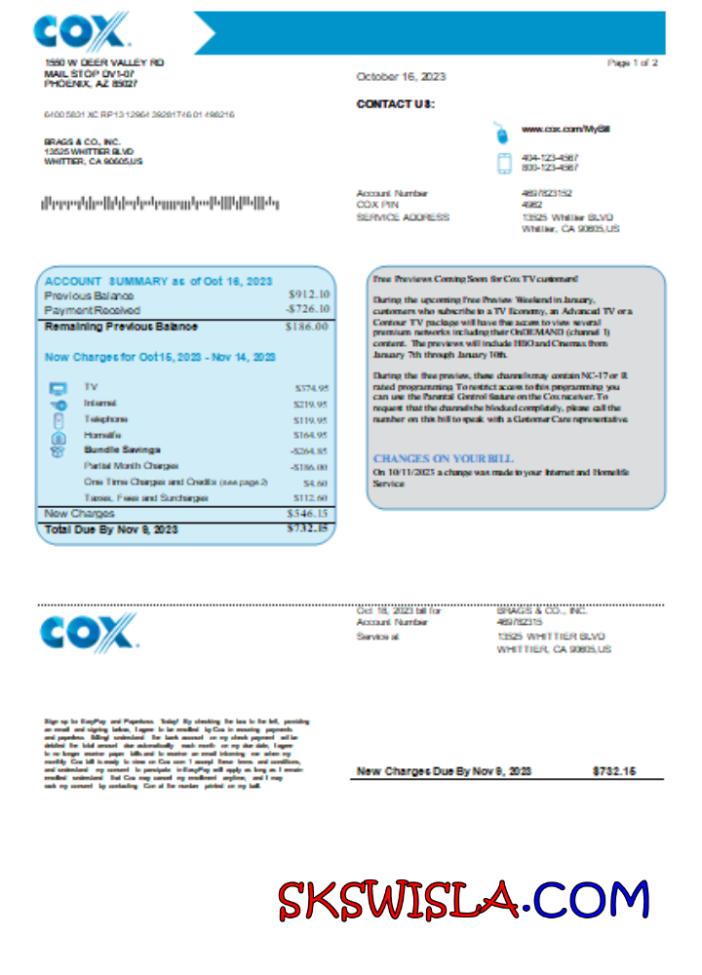 COX
1550 W DEER VALLEY RD
MAIL STOP DV1-07
PHOENIX, AZ 85027
Page 1 of 2
October 16, 2023
CONTACT US:
www.cox.com/MyBill
404-123-4567
800-123-4567
BRAGS & CO., INC.
13525 WHITTIER BLVD
WHITTIER, CA 90605,US
Account Number 4697823152
COX PIN 4962
SERVICE ADDRESS 13525 Whittier BLVD
Whittier, CA 90605,US
ACCOUNT SUMMARY as of Oct 16, 2023
Previous Balance $912.10
Payment Received -$726.10
Remaining Previous Balance $186.00
New Charges for Oct 15, 2023 - Nov 14, 2023
TV $374.95
Internet $219.95
Telephone $119.95
Homelife $164.95
Bundle Savings -$264.85
Partial Month Charges -$186.00
One Time Charges and Credits (see page 2) $4.60
Taxes, Fees and Surcharges $112.60
New Charges $546.15
Total Due By Nov 9, 2023 $732.15
Free Previews Coming Soon for Cox TV customers!
During the upcoming Free Preview Weekend in January,
customers who subscribe to a TV Economy, an Advanced TV or a
Contour TV package will have free access to view several
premium networks including their OnDEMAND (channel 1)
content. The previews will include HBO and Cinemax from
January 7th through January 10th.
During the free preview, these channels may contain NC-17 or R
rated programming. To restrict access to this programming you
can use the Parental Control feature on the Cox receiver. To
request that the channels be blocked completely, please call the
number on this bill to speak with a Customer Care representative.
CHANGES ON YOUR BILL
On 10/11/2023 a change was made to your Internet and Homelife
Service
COX
Oct 18, 2023 bill for BRAGS & CO., INC.
Account Number 469782315
Service at 13525 WHITTIER BLVD
WHITTIER, CA 90605,US
Sign up for EasyPay and Paperless Today! By checking the box to the left, providing
an email and signing below, I agree to be enrolled by Cox in recurring payments
and paperless billing. I understand the bank account on my check payment will be
debited the total amount due automatically each month on my due date, I agree
to no longer receive paper bills and to receive an email informing me when my
monthly Cox bill is ready to view on Cox.com. I accept these terms and conditions,
and understand my consent to participate in EasyPay will apply as long as I remain
enrolled. I understand that Cox may cancel my enrollment anytime, and I may
my consent by contacting Cox at the number printed on my bill.
New Charges Due By Nov 9, 2023 $732.15
SKSWISLA.COM